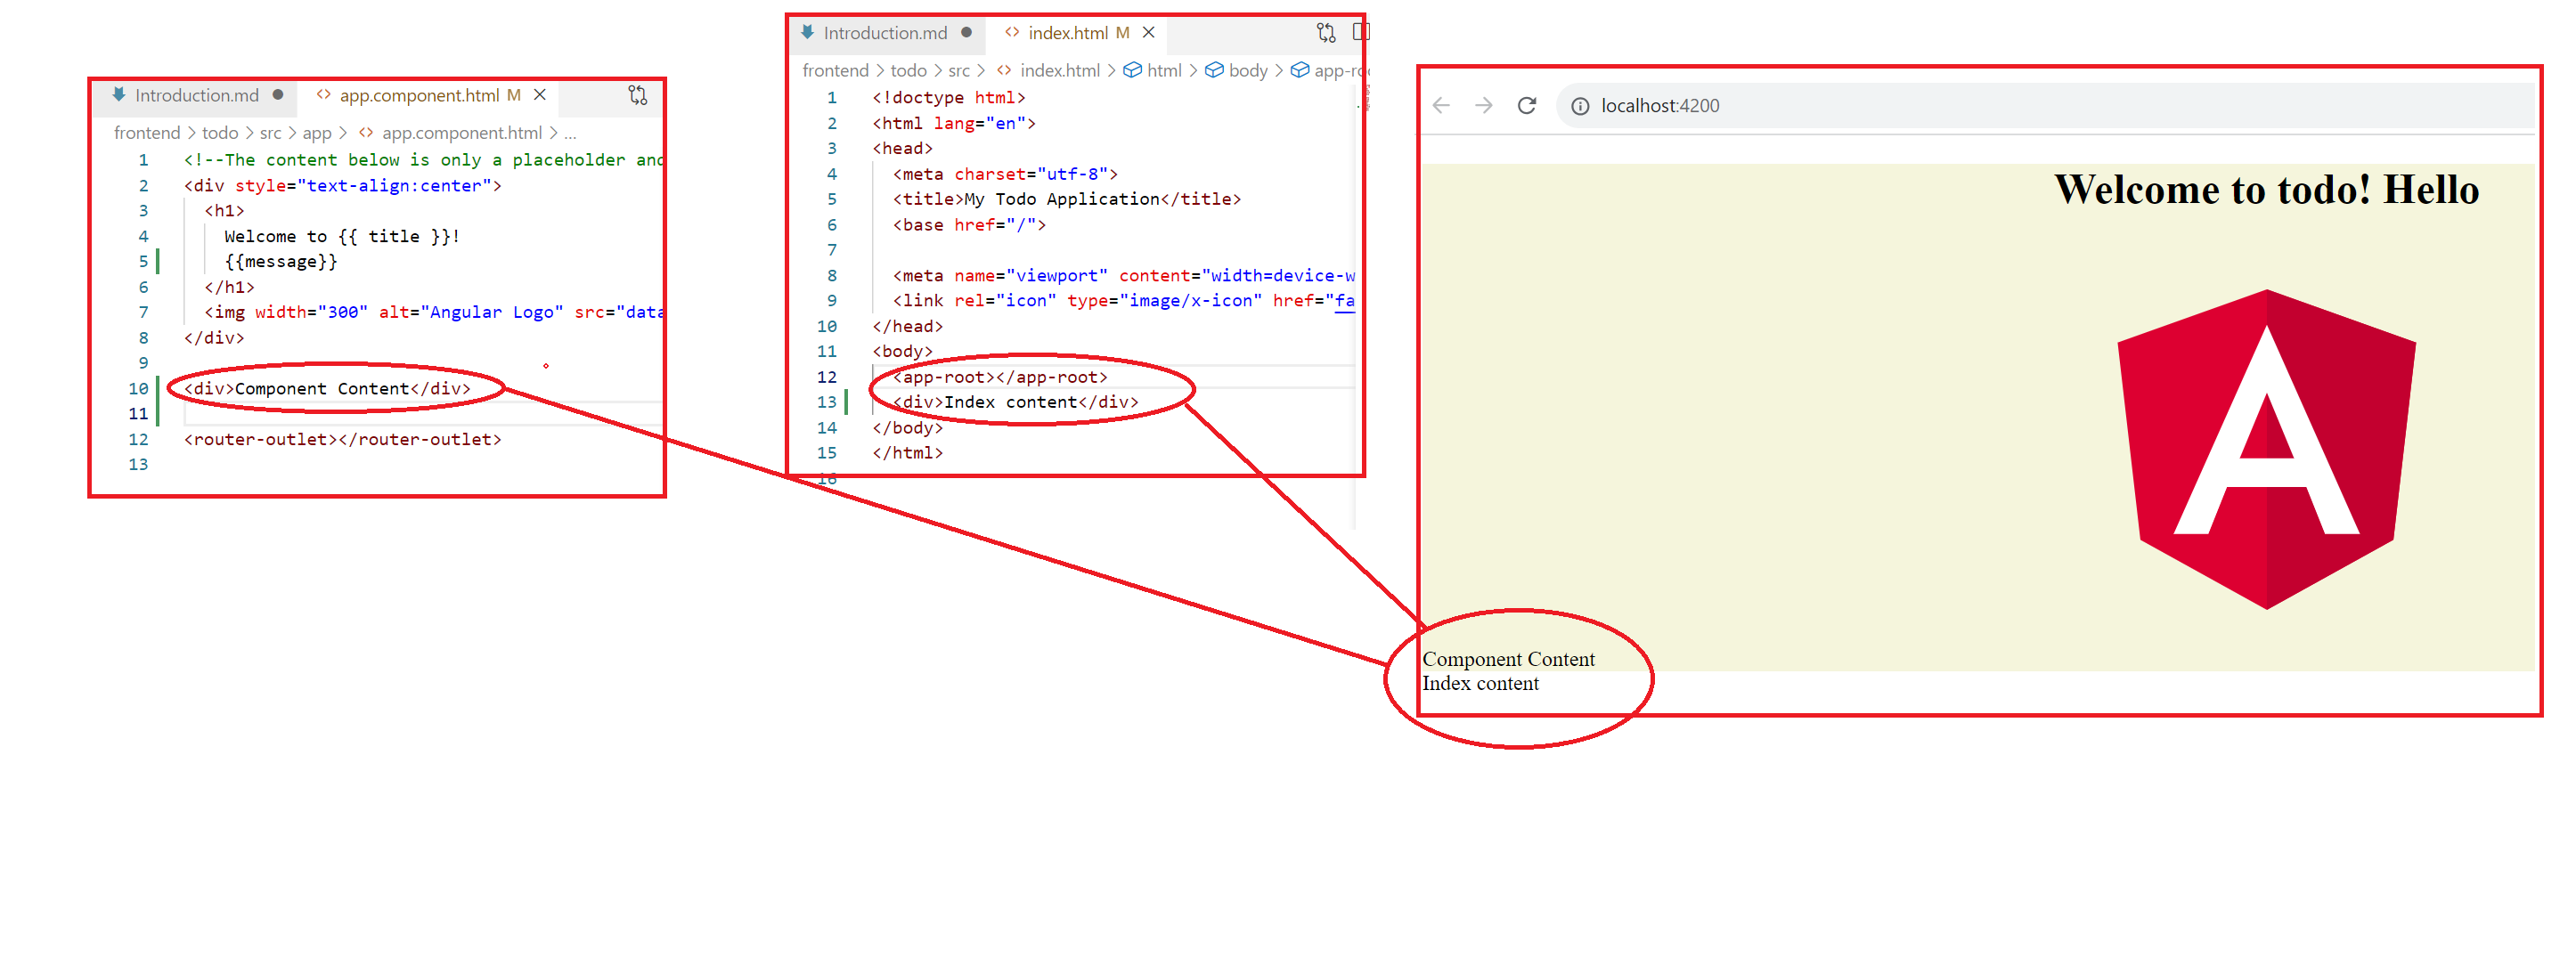 Introduction.md
app.component.html M
frontend > todo > src > app > app.component.html > ...
1 <!--The content below is only a placeholder and
2 <div style="text-align:center">
3 <h1>
4 Welcome to {{ title }}!
5 {{message}}
6 </h1>
7 <img width="300" alt="Angular Logo" src="data
8 </div>
9
10 <div>Component Content</div>
11
12 <router-outlet></router-outlet>
13
Introduction.md
index.html M
frontend > todo > src > index.html > html > body > app-ro
1 <!doctype html>
2 <html lang="en">
3 <head>
4 <meta charset="utf-8">
5 <title>My Todo Application</title>
6 <base href="/">
7
8 <meta name="viewport" content="width=device-w
9 <link rel="icon" type="image/x-icon" href="fa
10 </head>
11 <body>
12 <app-root></app-root>
13 <div>Index content</div>
14 </body>
15 </html>
16
localhost:4200
Welcome to todo! Hello
A
Component Content
Index content